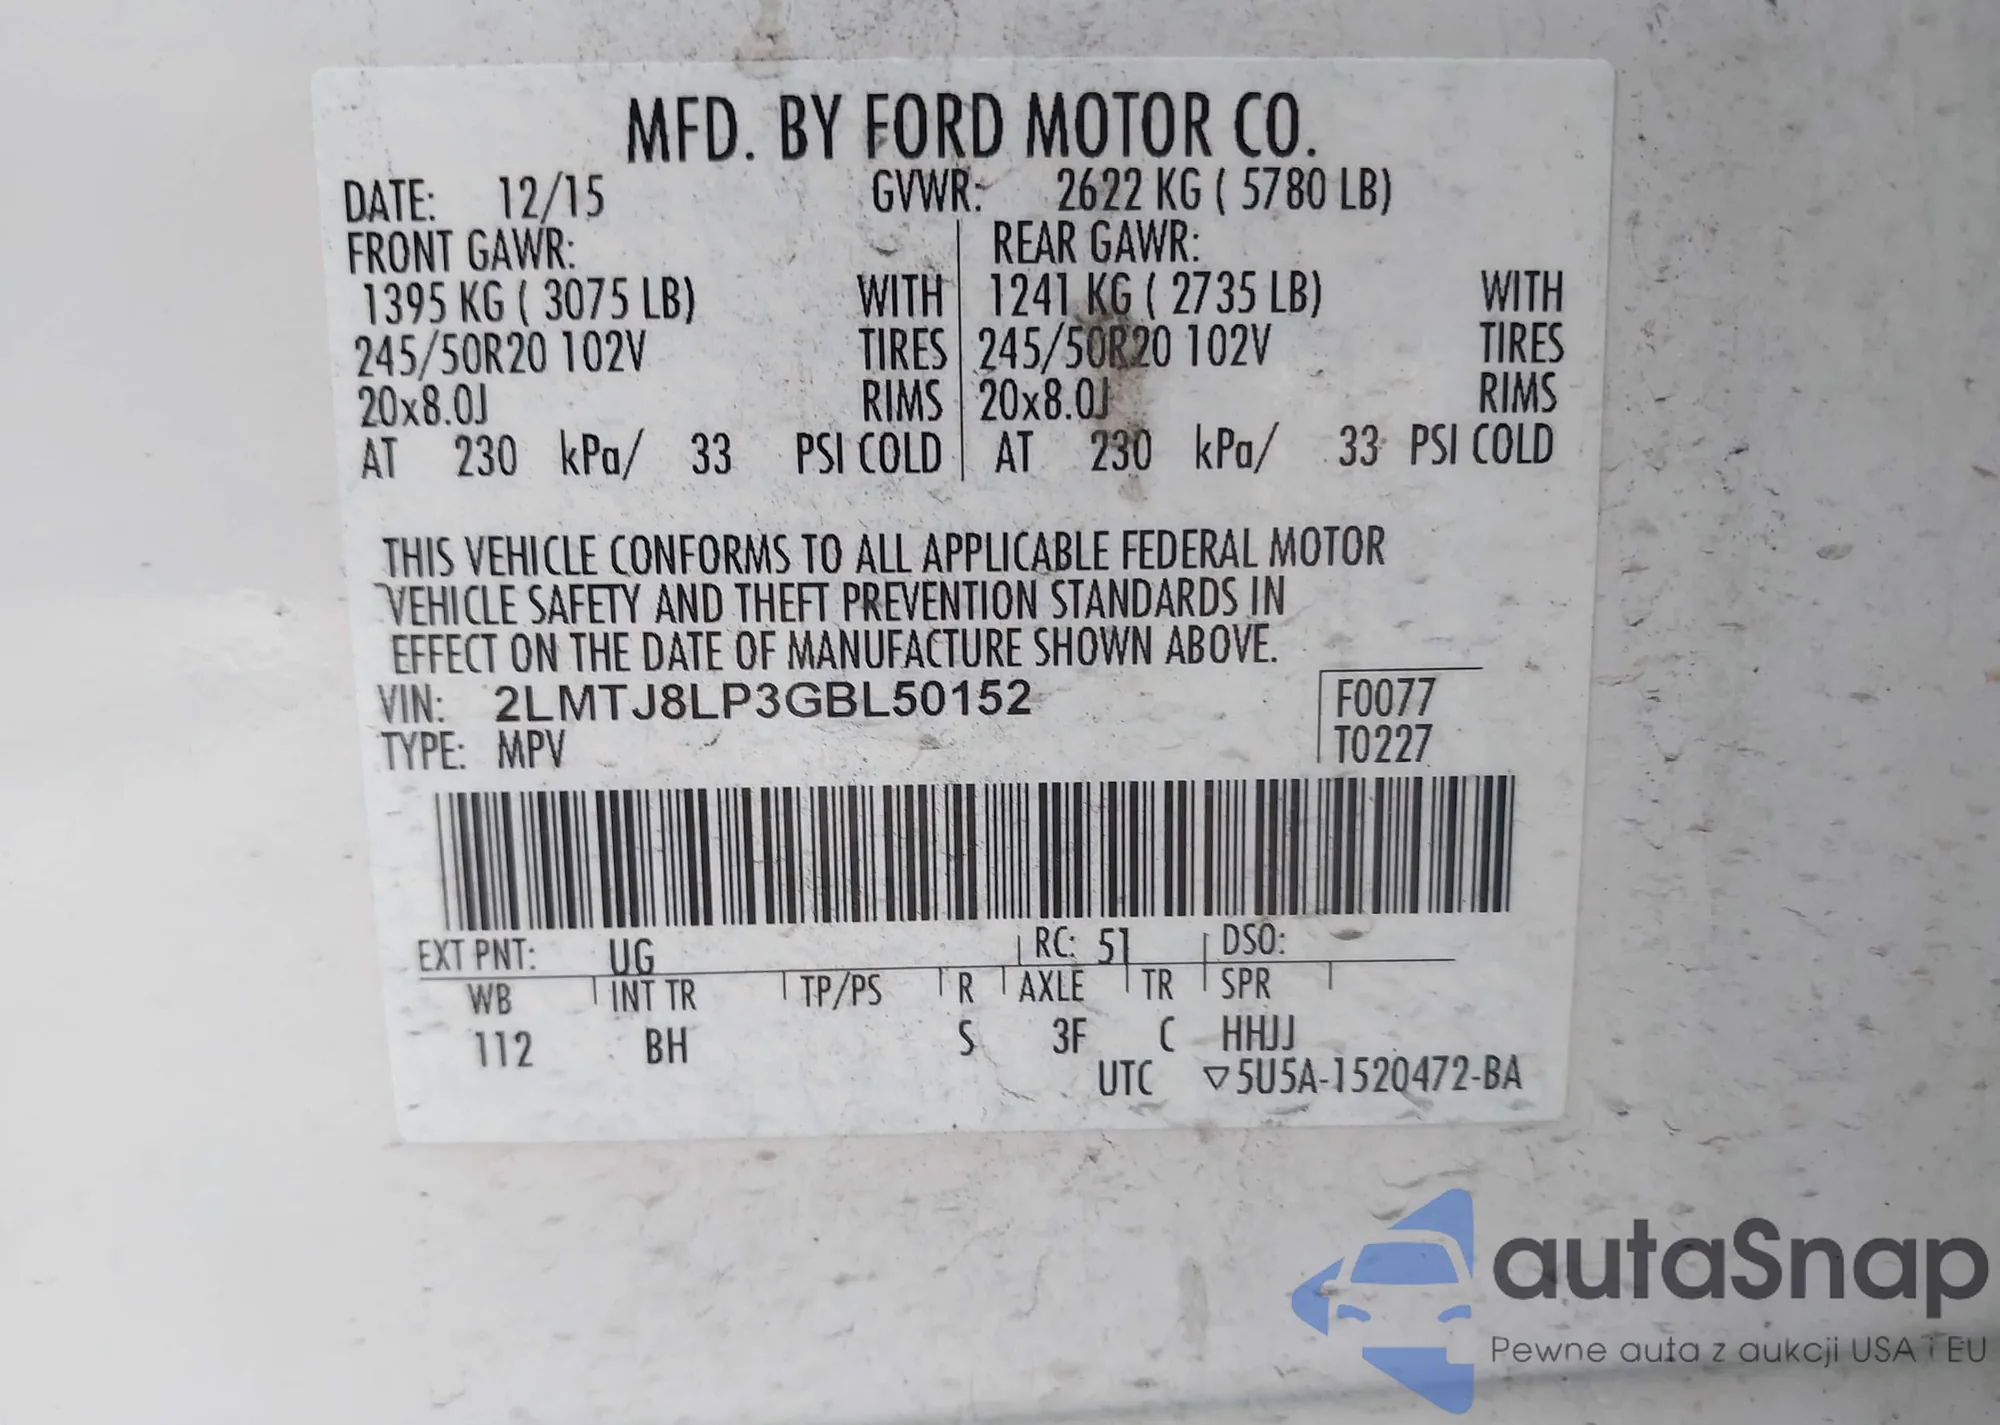 MFD. BY FORD MOTOR CO.
DATE: 12/15 GVWR: 2622 KG ( 5780 LB)
FRONT GAWR: REAR GAWR:
1395 KG ( 3075 LB) WITH 1241 KG ( 2735 LB) WITH
245/50R20 102V TIRES 245/50R20 102V TIRES
20x8.0J RIMS 20x8.0J RIMS
AT 230 kPa/ 33 PSI COLD AT 230 kPa/ 33 PSI COLD
THIS VEHICLE CONFORMS TO ALL APPLICABLE FEDERAL MOTOR
VEHICLE SAFETY AND THEFT PREVENTION STANDARDS IN
EFFECT ON THE DATE OF MANUFACTURE SHOWN ABOVE.
VIN: 2LMTJ8LP3GBL50152 F0077
TYPE: MPV T0227
EXT PNT: UG RC: 51 DSO:
WB INT TR TP/PS R AXLE TR SPR
112 BH S 3F C HHJJ
UTC ▽5U5A-1520472-BA
autaSnap
Pewne auta z aukcji USA i EU